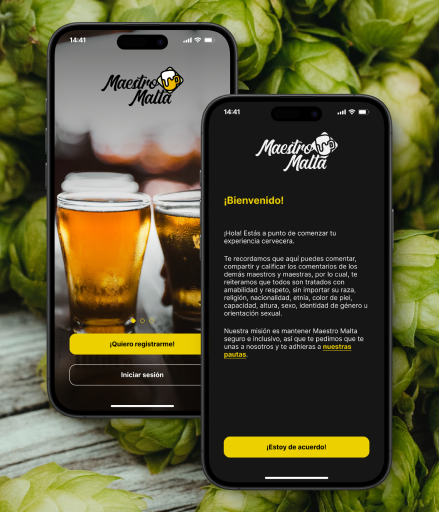 14:41
Maestro
Malta
¡Quiero registrarme!
Iniciar sesión
14:41
Maestro
Malta
¡Bienvenido!
¡Hola! Estás a punto de comenzar tu
experiencia cervecera.
Te recordamos que aquí puedes comentar,
compartir y calificar los comentarios de los
demás maestros y maestras, por lo cual, te
reiteramos que todos son tratados con
amabilidad y respeto, sin importar su raza,
religión, nacionalidad, etnia, color de piel,
capacidad, altura, sexo, identidad de género u
orientación sexual.
Nuestra misión es mantener Maestro Malta
seguro e inclusivo, así que te pedimos que te
unas a nosotros y te adhieras a nuestras
pautas.
¡Estoy de acuerdo!